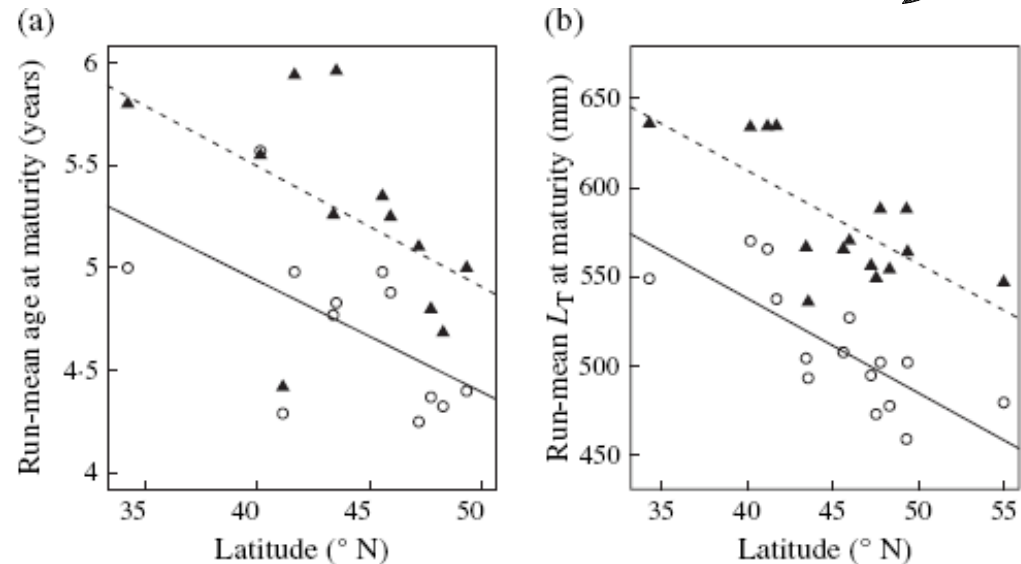 (a)
Run-mean age at maturity (years)
6
5·5
5
4·5
4
35 40 45 50
Latitude (° N)
(b)
Run-mean LT at maturity (mm)
650
600
550
500
450
35 40 45 50 55
Latitude (° N)